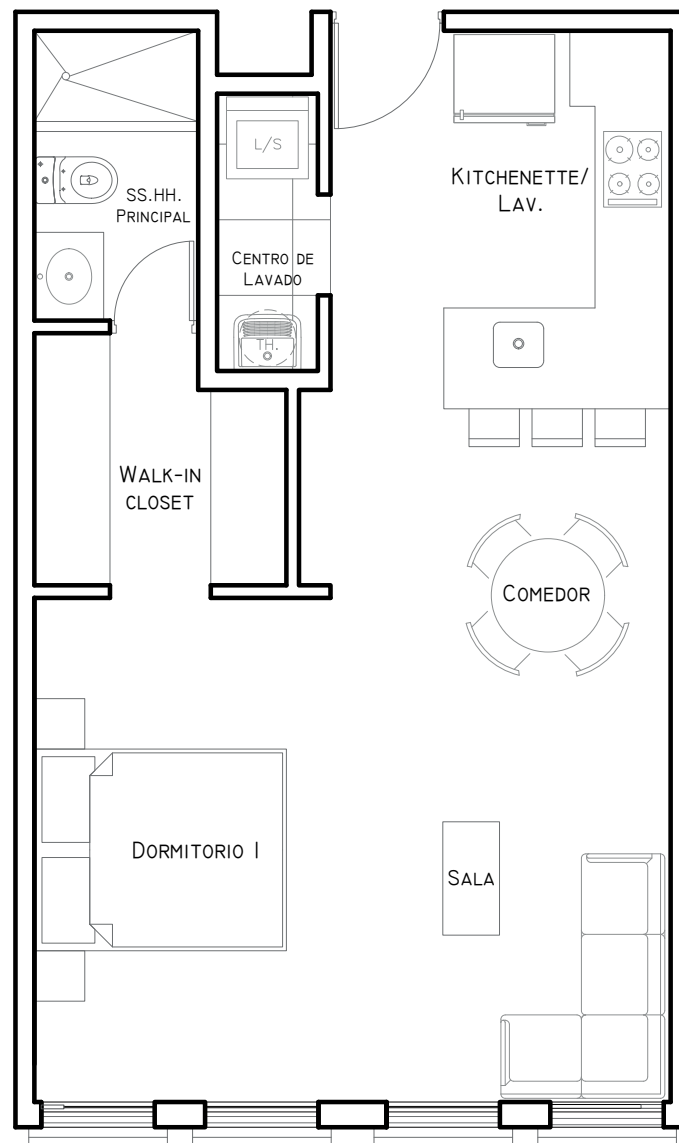 L/S
KITCHENETTE/
LAV.
SS.HH.
PRINCIPAL
CENTRO DE
LAVADO
TH.
WALK-IN
CLOSET
COMEDOR
DORMITORIO I
SALA